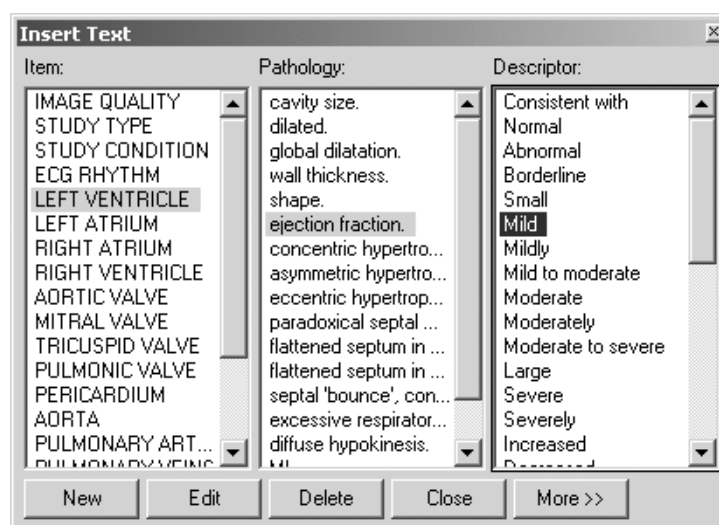 Insert Text
Item:
IMAGE QUALITY
STUDY TYPE
STUDY CONDITION
ECG RHYTHM
LEFT VENTRICLE
LEFT ATRIUM
RIGHT ATRIUM
RIGHT VENTRICLE
AORTIC VALVE
MITRAL VALVE
TRICUSPID VALVE
PULMONIC VALVE
PERICARDIUM
AORTA
PULMONARY ART...
PULMONARY VEINS
Pathology:
cavity size.
dilated.
global dilatation.
wall thickness.
shape.
ejection fraction.
concentric hypertro...
asymmetric hypertro...
eccentric hypertrop...
paradoxical septal ...
flattened septum in ...
flattened septum in ...
septal 'bounce', con...
excessive respirator...
diffuse hypokinesis.
Descriptor:
Consistent with
Normal
Abnormal
Borderline
Small
Mild
Mildly
Mild to moderate
Moderate
Moderately
Moderate to severe
Large
Severe
Severely
Increased
Decreased
New Edit Delete Close More >>